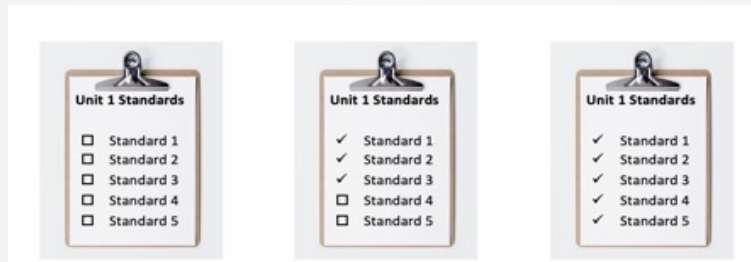 Unit 1 Standards
☐ Standard 1
☐ Standard 2
☐ Standard 3
☐ Standard 4
☐ Standard 5
Unit 1 Standards
✓ Standard 1
✓ Standard 2
✓ Standard 3
☐ Standard 4
☐ Standard 5
Unit 1 Standards
✓ Standard 1
✓ Standard 2
✓ Standard 3
✓ Standard 4
✓ Standard 5